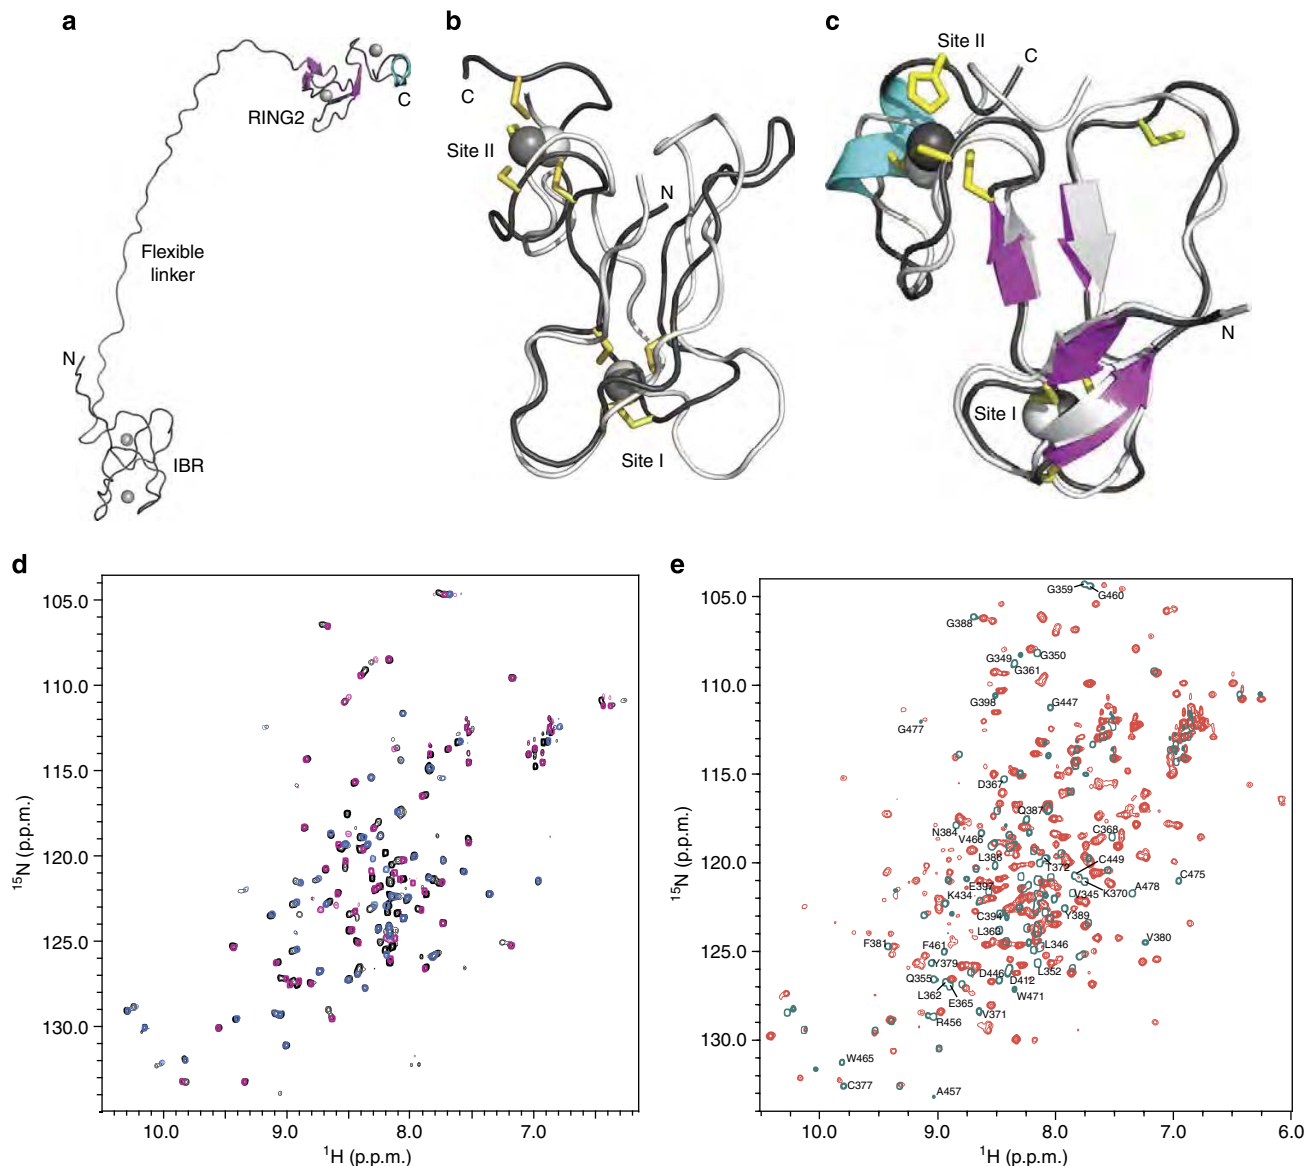 a
RING2
C
Flexible
linker
N
IBR
b
C
Site II
N
Site I
c
Site II
C
N
Site I
d
105.0
110.0
115.0
120.0
125.0
130.0
15N (p.p.m.)
10.0 9.0 8.0 7.0
1H (p.p.m.)
e
105.0
110.0
115.0
120.0
125.0
130.0
15N (p.p.m.)
G359
G460
G388
G349
G350
G361
G398
G447
G477
D367
Q387
N384
V466
C368
L386
T372
C449
C475
E397
A478
K434
V345
K370
C394
Y389
L363
F381
F461
L346
V380
Y379
D446
D412
L352
Q355
L362
E365
W471
R456
V371
W465
C377
A457
10.0 9.0 8.0 7.0 6.0
1H (p.p.m.)